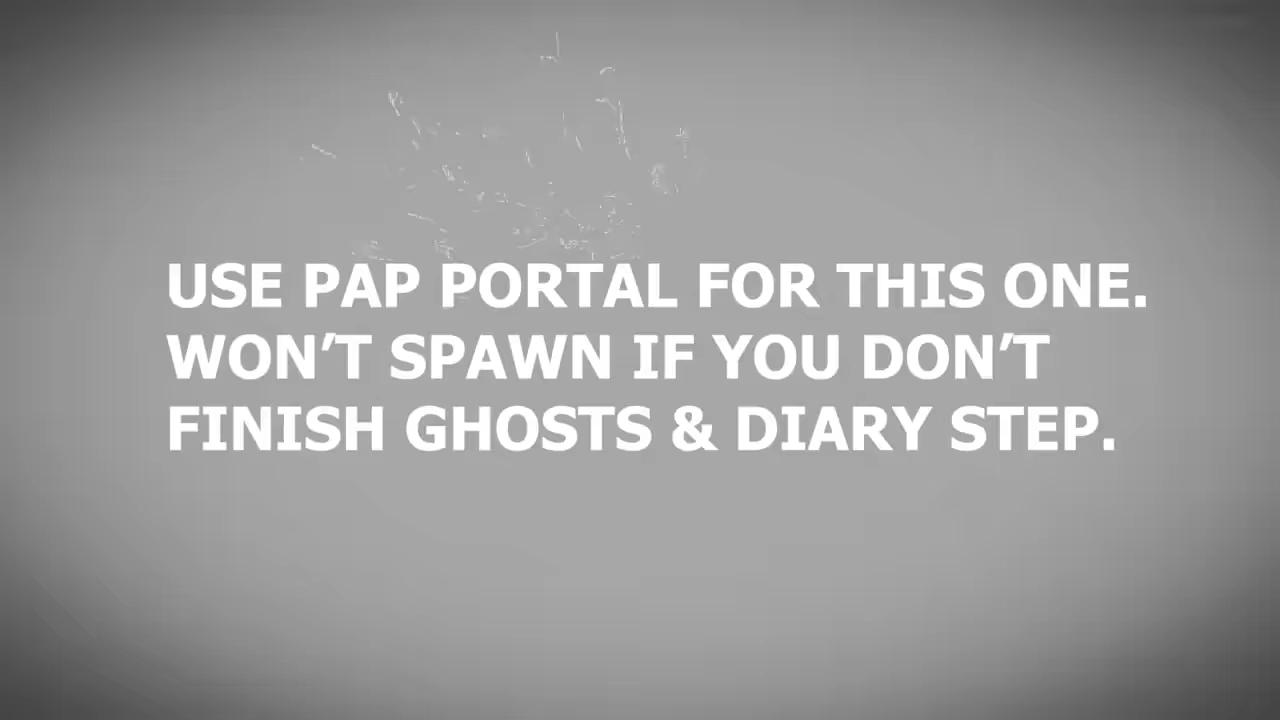 USE PAP PORTAL FOR THIS ONE.
WON’T SPAWN IF YOU DON’T
FINISH GHOSTS & DIARY STEP.